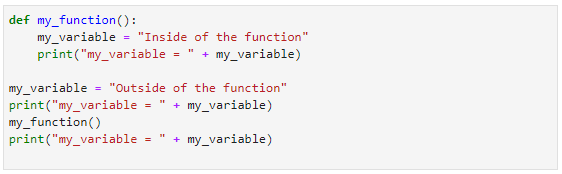 def my_function():
    my_variable = "Inside of the function"
    print("my_variable = " + my_variable)

my_variable = "Outside of the function"
print("my_variable = " + my_variable)
my_function()
print("my_variable = " + my_variable)